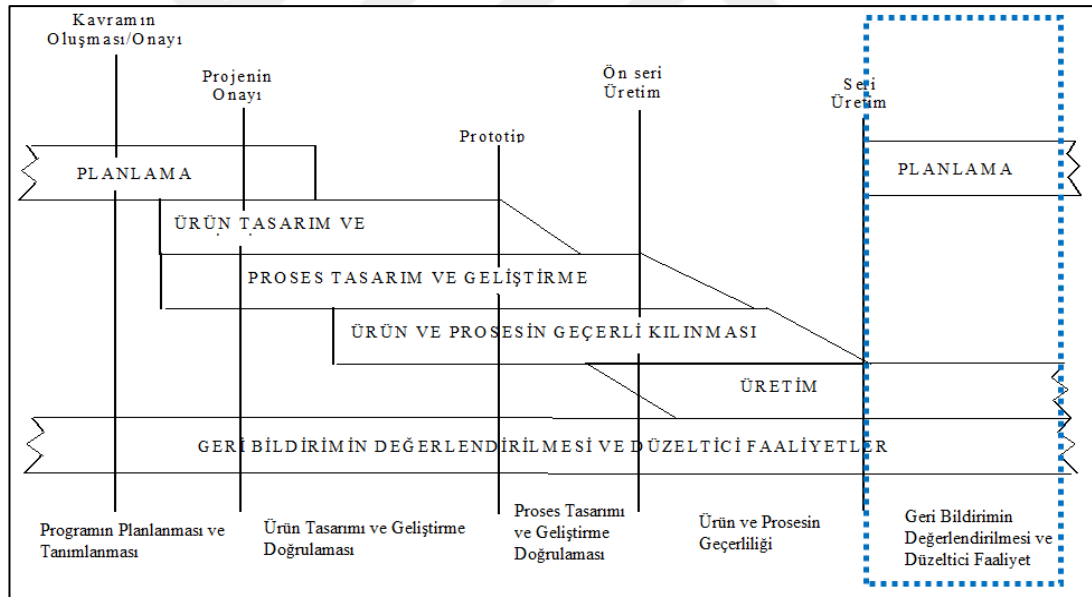 Kavramın
Oluşması/Onayı
Projenin
Onayı
Prototip
Ön seri
Üretim
Seri
Üretim
PLANLAMA
PLANLAMA
ÜRÜN TASARIM VE
PROSES TASARIM VE GELİŞTİRME
ÜRÜN VE PROSESİN GEÇERLİ KILINMASI
ÜRETİM
GERİ BİLDİRİMİN DEĞERLENDİRİLMESİ VE DÜZELTİCİ FAALİYETLER
Programın Planlanması ve
Tanımlanması
Ürün Tasarımı ve Geliştirme
Doğrulaması
Proses Tasarımı
ve Geliştirme
Doğrulaması
Ürün ve Prosesin
Geçerliliği
Geri Bildirimin
Değerlendirilmesi ve
Düzeltici Faaliyet